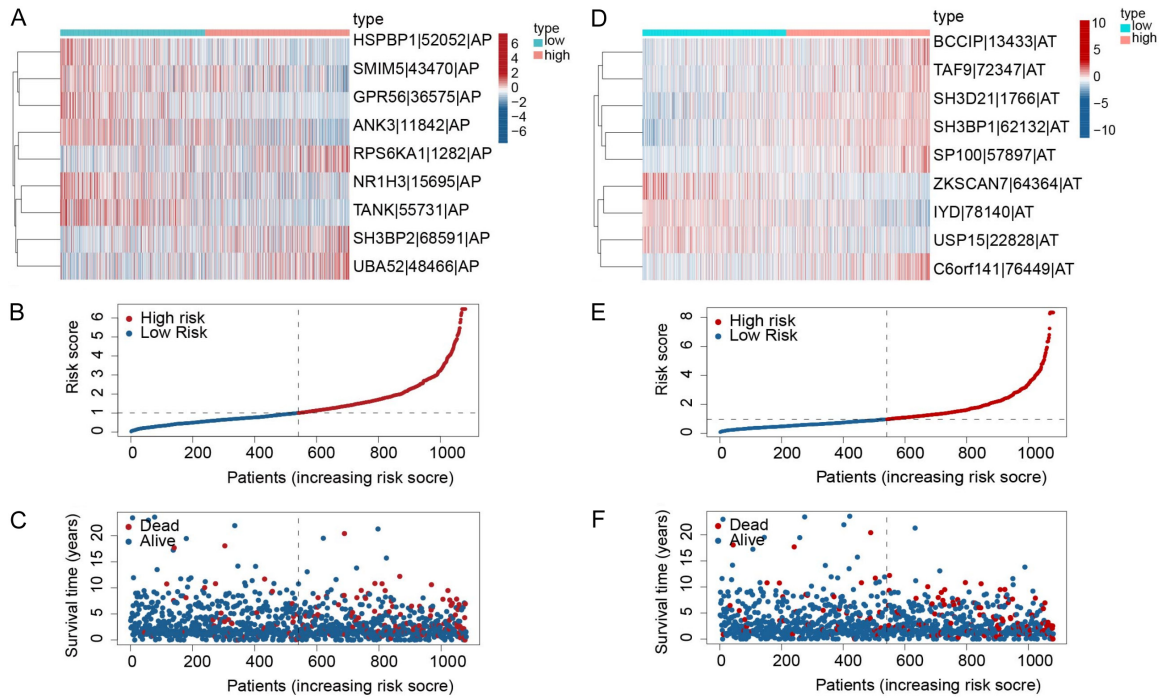 A
type
HSPBP1|52052|AP
SMIM5|43470|AP
GPR56|36575|AP
ANK3|11842|AP
RPS6KA1|1282|AP
NR1H3|15695|AP
TANK|55731|AP
SH3BP2|68591|AP
UBA52|48466|AP
6
4
2
0
−2
−4
−6
type
low
high
D
type
BCCIP|13433|AT
TAF9|72347|AT
SH3D21|1766|AT
SH3BP1|62132|AT
SP100|57897|AT
ZKSCAN7|64364|AT
IYD|78140|AT
USP15|22828|AT
C6orf141|76449|AT
10
5
0
−5
−10
type
low
high
B
High risk
Low Risk
Risk score
6
5
4
3
2
1
0
0 200 400 600 800 1000
Patients (increasing risk socre)
E
High risk
Low Risk
Risk score
8
6
4
2
0
0 200 400 600 800 1000
Patients (increasing risk socre)
C
Dead
Alive
Survival time (years)
20
15
10
5
0
0 200 400 600 800 1000
Patients (increasing risk socre)
F
Dead
Alive
Survival time (years)
20
15
10
5
0
0 200 400 600 800 1000
Patients (increasing risk socre)